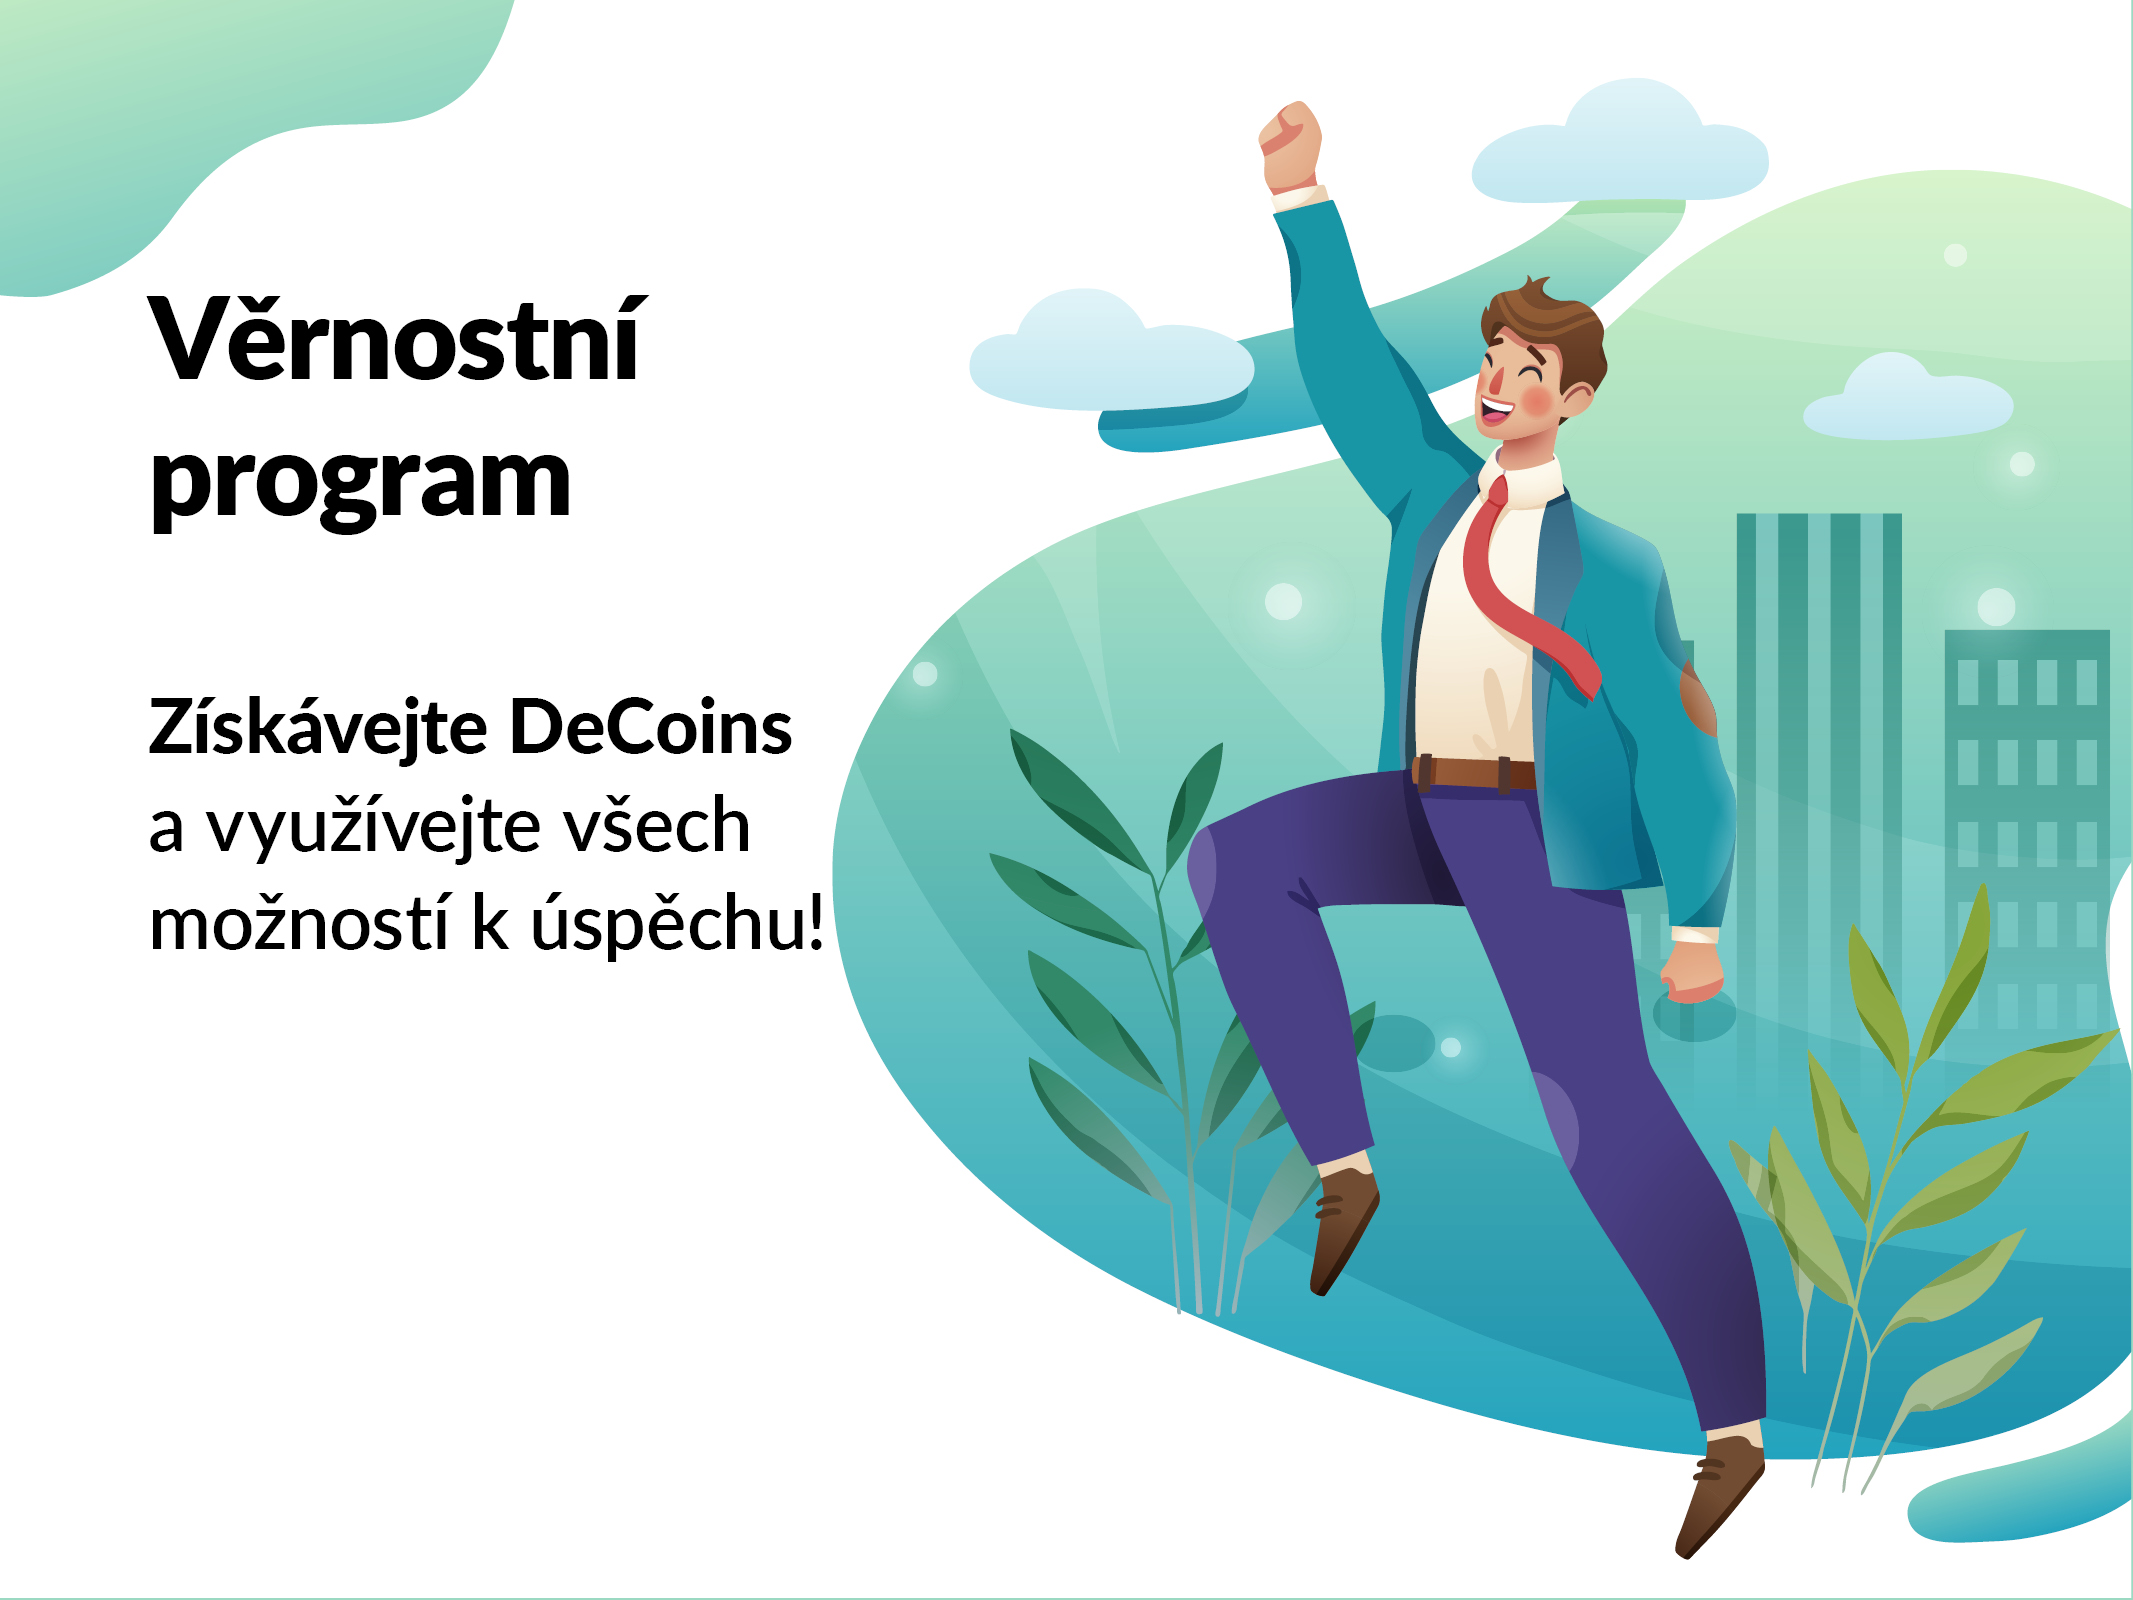 Věrnostní
program
Získávejte DeCoins
a využívejte všech
možností k úspěchu!